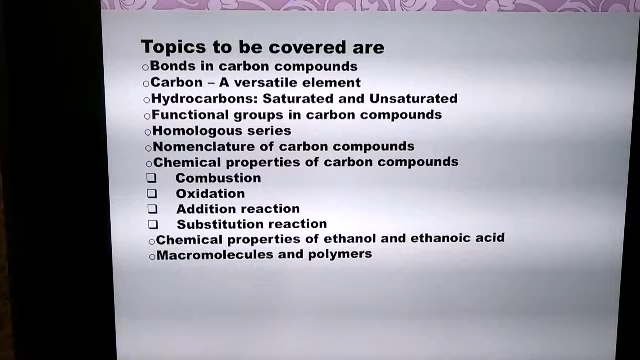 Topics to be covered are
○Bonds in carbon compounds
○Carbon – A versatile element
○Hydrocarbons: Saturated and Unsaturated
○Functional groups in carbon compounds
○Homologous series
○Nomenclature of carbon compounds
○Chemical properties of carbon compounds
❑ Combustion
❑ Oxidation
❑ Addition reaction
❑ Substitution reaction
○Chemical properties of ethanol and ethanoic acid
○Macromolecules and polymers